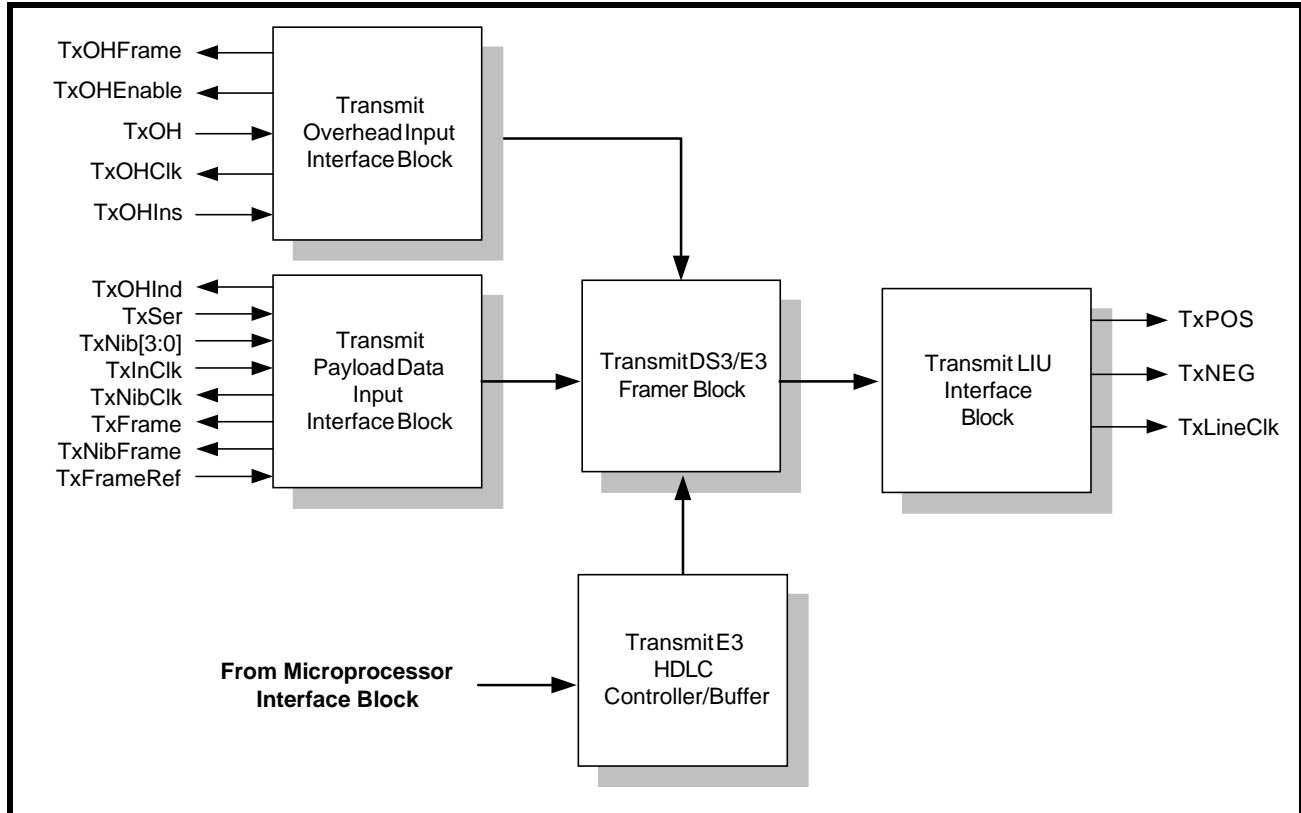 TxOHFrame
TxOHEnable
TxOH
TxOHClk
TxOHIns
Transmit
Overhead Input
Interface Block
TxOHInd
TxSer
TxNib[3:0]
TxInClk
TxNibClk
TxFrame
TxNibFrame
TxFrameRef
Transmit
Payload Data
Input
Interface Block
Transmit DS3/E3
Framer Block
Transmit LIU
Interface
Block
TxPOS
TxNEG
TxLineClk
From Microprocessor
Interface Block
Transmit E3
HDLC
Controller/Buffer